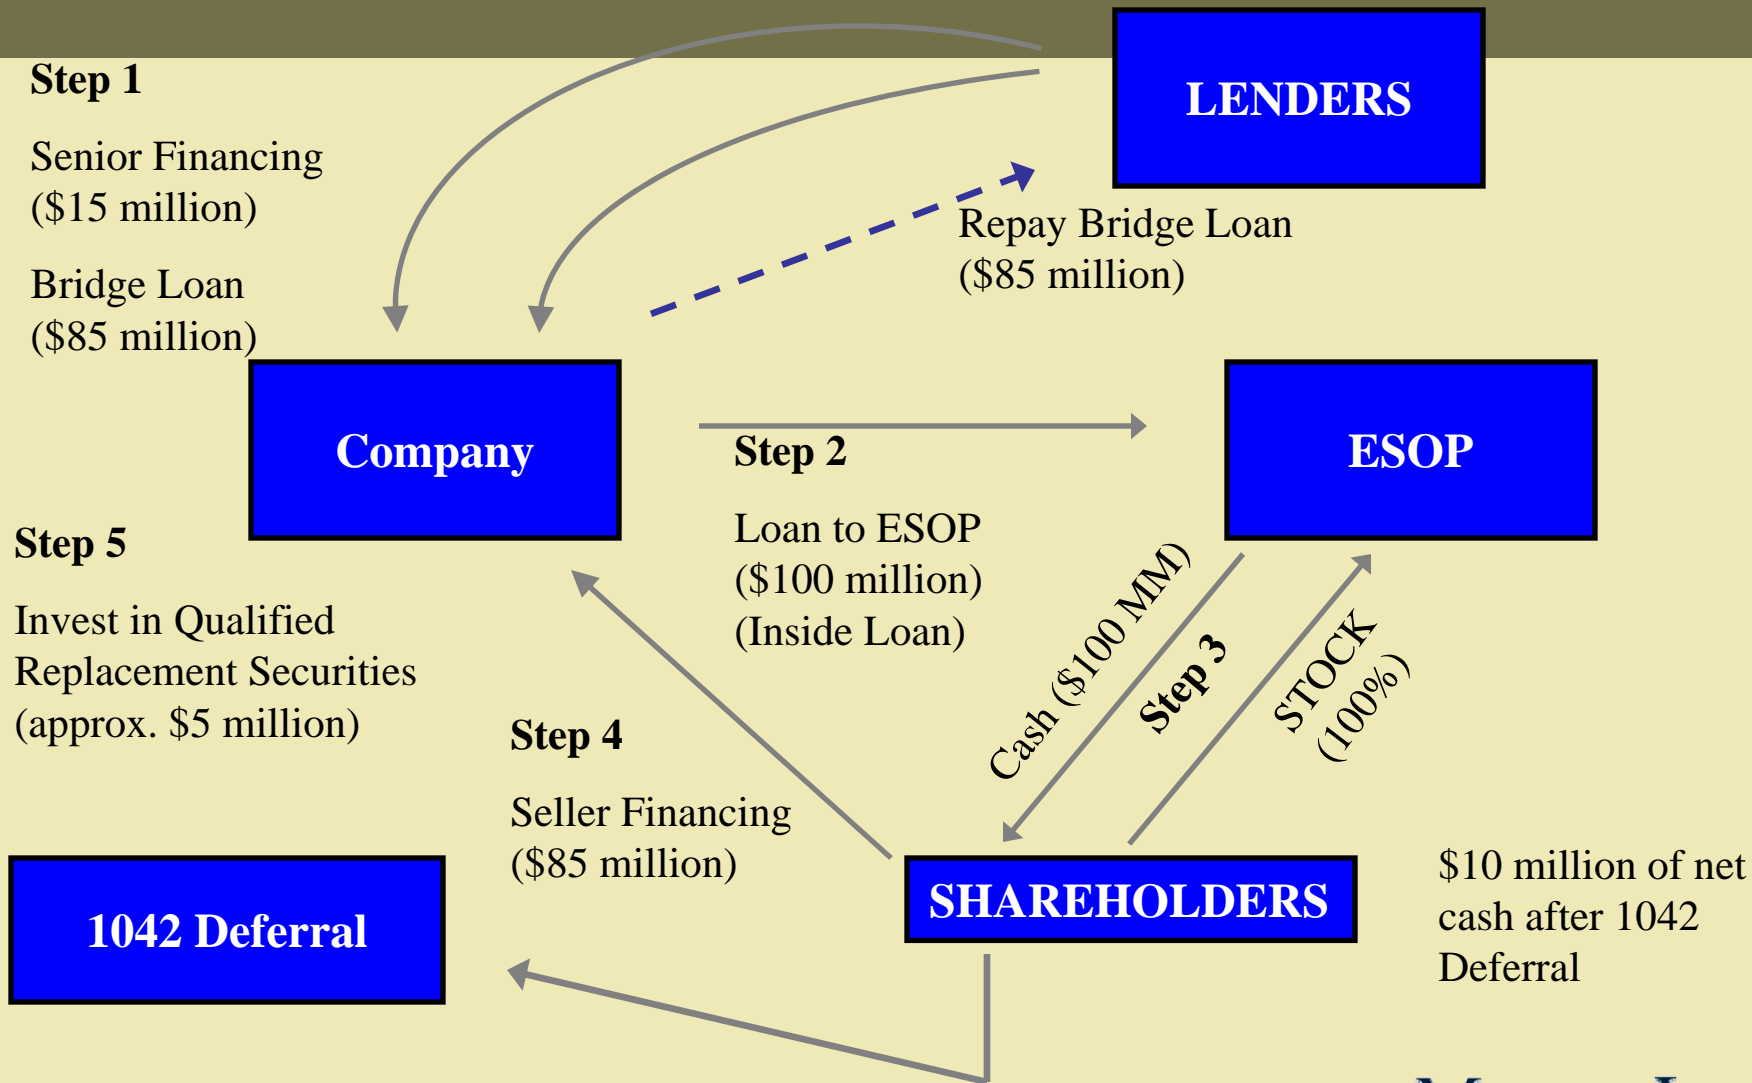 Step 1
Senior Financing
($15 million)
Bridge Loan
($85 million)
LENDERS
Repay Bridge Loan
($85 million)
Company
ESOP
Step 2
Loan to ESOP
($100 million)
(Inside Loan)
Cash ($100 MM)
Step 3
STOCK
(100%)
Step 5
Invest in Qualified
Replacement Securities
(approx. $5 million)
Step 4
Seller Financing
($85 million)
1042 Deferral
SHAREHOLDERS
$10 million of net
cash after 1042
Deferral